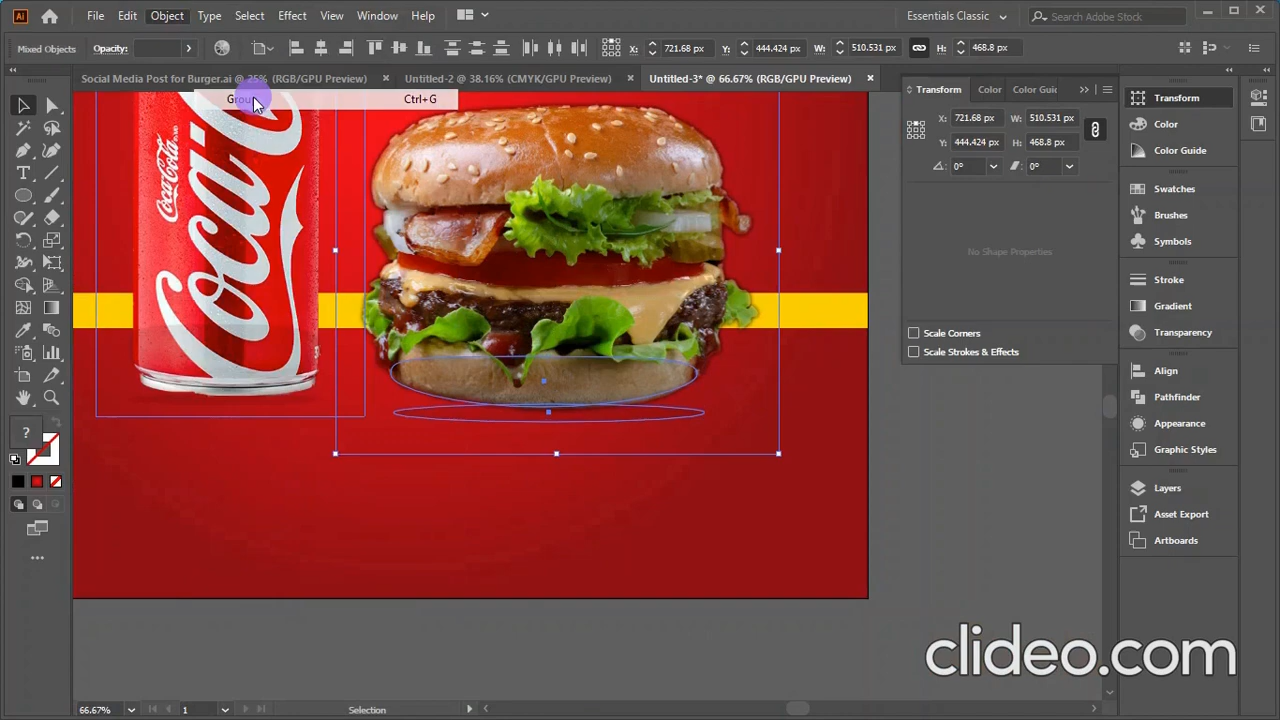 Ai File Edit Object Type Select Effect View Window Help Essentials Classic Search Adobe Stock
Mixed Objects Opacity: X: 721.68 px Y: 444.424 px W: 510.531 px H: 468.8 px
Social Media Post for Burger.ai @ 25% (RGB/GPU Preview) × Untitled-2 @ 38.16% (CMYK/GPU Preview) × Untitled-3* @ 66.67% (RGB/GPU Preview) ×
Group Ctrl+G
Transform Color Color Guid
X: 721.68 px W: 510.531 px
Y: 444.424 px H: 468.8 px
0° 0°
No Shape Properties
Scale Corners
Scale Strokes & Effects
Transform
Color
Color Guide
Swatches
Brushes
Symbols
Stroke
Gradient
Transparency
Align
Pathfinder
Appearance
Graphic Styles
Layers
Asset Export
Artboards
Coca-Cola
Coca
?
clideo.com
66.67% 1 Selection